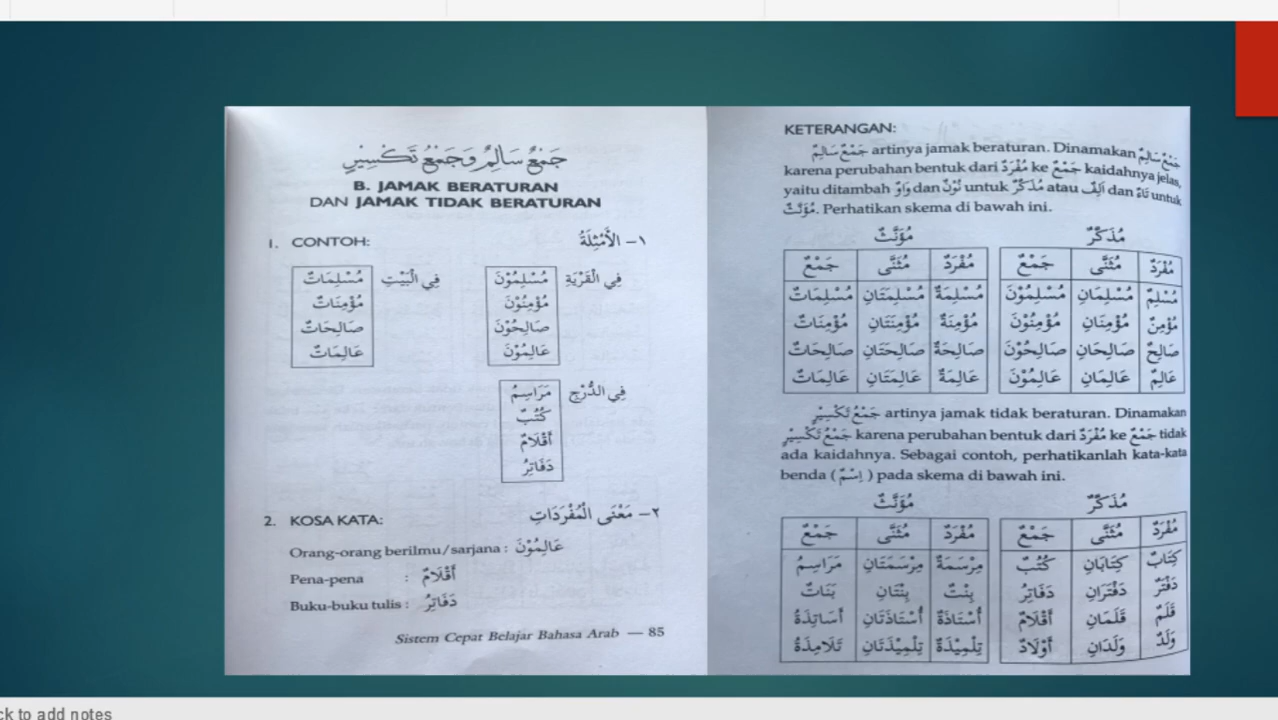 جَمْعٌ سَالِمٌ وَجَمْعُ تَكْسِيْرٍ
B. JAMAK BERATURAN
DAN JAMAK TIDAK BERATURAN
1. CONTOH: ١- الأَمْثِلَةُ
فِي الْقَرْيَةِ مُسْلِمُوْنَ فِي الْبَيْتِ مُسْلِمَاتٌ
مُؤْمِنُوْنَ مُؤْمِنَاتٌ
صَالِحُوْنَ صَالِحَاتٌ
عَالِمُوْنَ عَالِمَاتٌ
فِي الدُّرْجِ مَرَاسِمُ
كُتُبٌ
أَقْلَامٌ
دَفَاتِرُ
2. KOSA KATA: ٢- مَعْنَى الْمُفْرَدَاتِ
Orang-orang berilmu/sarjana : عَالِمُوْنَ
Pena-pena : أَقْلَامٌ
Buku-buku tulis : دَفَاتِرُ
Sistem Cepat Belajar Bahasa Arab — 85
KETERANGAN:
جَمْعٌ سَالِمٌ artinya jamak beraturan. Dinamakan جَمْعٌ سَالِمٌ
karena perubahan bentuk dari مُفْرَدٌ ke جَمْعٌ kaidahnya jelas,
yaitu ditambah وَاوٌ dan نُوْنٌ untuk مُذَكَّرٌ atau اَلِفٌ dan تَاءٌ untuk
مُؤَنَّثٌ. Perhatikan skema di bawah ini.
مُذَكَّرٌ مُؤَنَّثٌ
مُفْرَدٌ مُثَنَّى جَمْعٌ مُفْرَدٌ مُثَنَّى جَمْعٌ
مُسْلِمٌ مُسْلِمَانِ مُسْلِمُوْنَ مُسْلِمَةٌ مُسْلِمَتَانِ مُسْلِمَاتٌ
مُؤْمِنٌ مُؤْمِنَانِ مُؤْمِنُوْنَ مُؤْمِنَةٌ مُؤْمِنَتَانِ مُؤْمِنَاتٌ
صَالِحٌ صَالِحَانِ صَالِحُوْنَ صَالِحَةٌ صَالِحَتَانِ صَالِحَاتٌ
عَالِمٌ عَالِمَانِ عَالِمُوْنَ عَالِمَةٌ عَالِمَتَانِ عَالِمَاتٌ
جَمْعُ تَكْسِيْرٍ artinya jamak tidak beraturan. Dinamakan
جَمْعُ تَكْسِيْرٍ karena perubahan bentuk dari مُفْرَدٌ ke جَمْعٌ tidak
ada kaidahnya. Sebagai contoh, perhatikanlah kata-kata
benda (إِسْمٌ) pada skema di bawah ini.
مُذَكَّرٌ مُؤَنَّثٌ
مُفْرَدٌ مُثَنَّى جَمْعٌ مُفْرَدٌ مُثَنَّى جَمْعٌ
كِتَابٌ كِتَابَانِ كُتُبٌ مِرْسَمَةٌ مِرْسَمَتَانِ مَرَاسِمُ
دَفْتَرٌ دَفْتَرَانِ دَفَاتِرُ بِنْتٌ بِنْتَانِ بَنَاتٌ
قَلَمٌ قَلَمَانِ أَقْلَامٌ أُسْتَاذَةٌ أُسْتَاذَتَانِ أَسَاتِذَةٌ
وَلَدٌ وَلَدَانِ أَوْلَادٌ تِلْمِيْذَةٌ تِلْمِيْذَتَانِ تَلَامِذَةٌ
to add notes